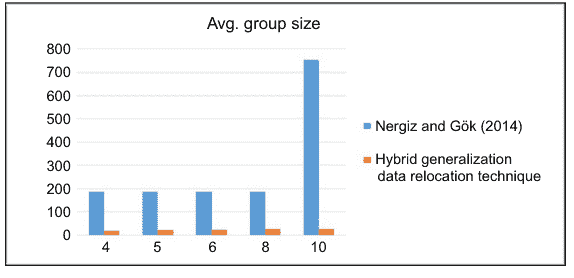 Avg. group size
800
700
600
500
400
300
200
100
0
4 5 6 8 10
Nergiz and Gök (2014)
Hybrid generalization
data relocation technique